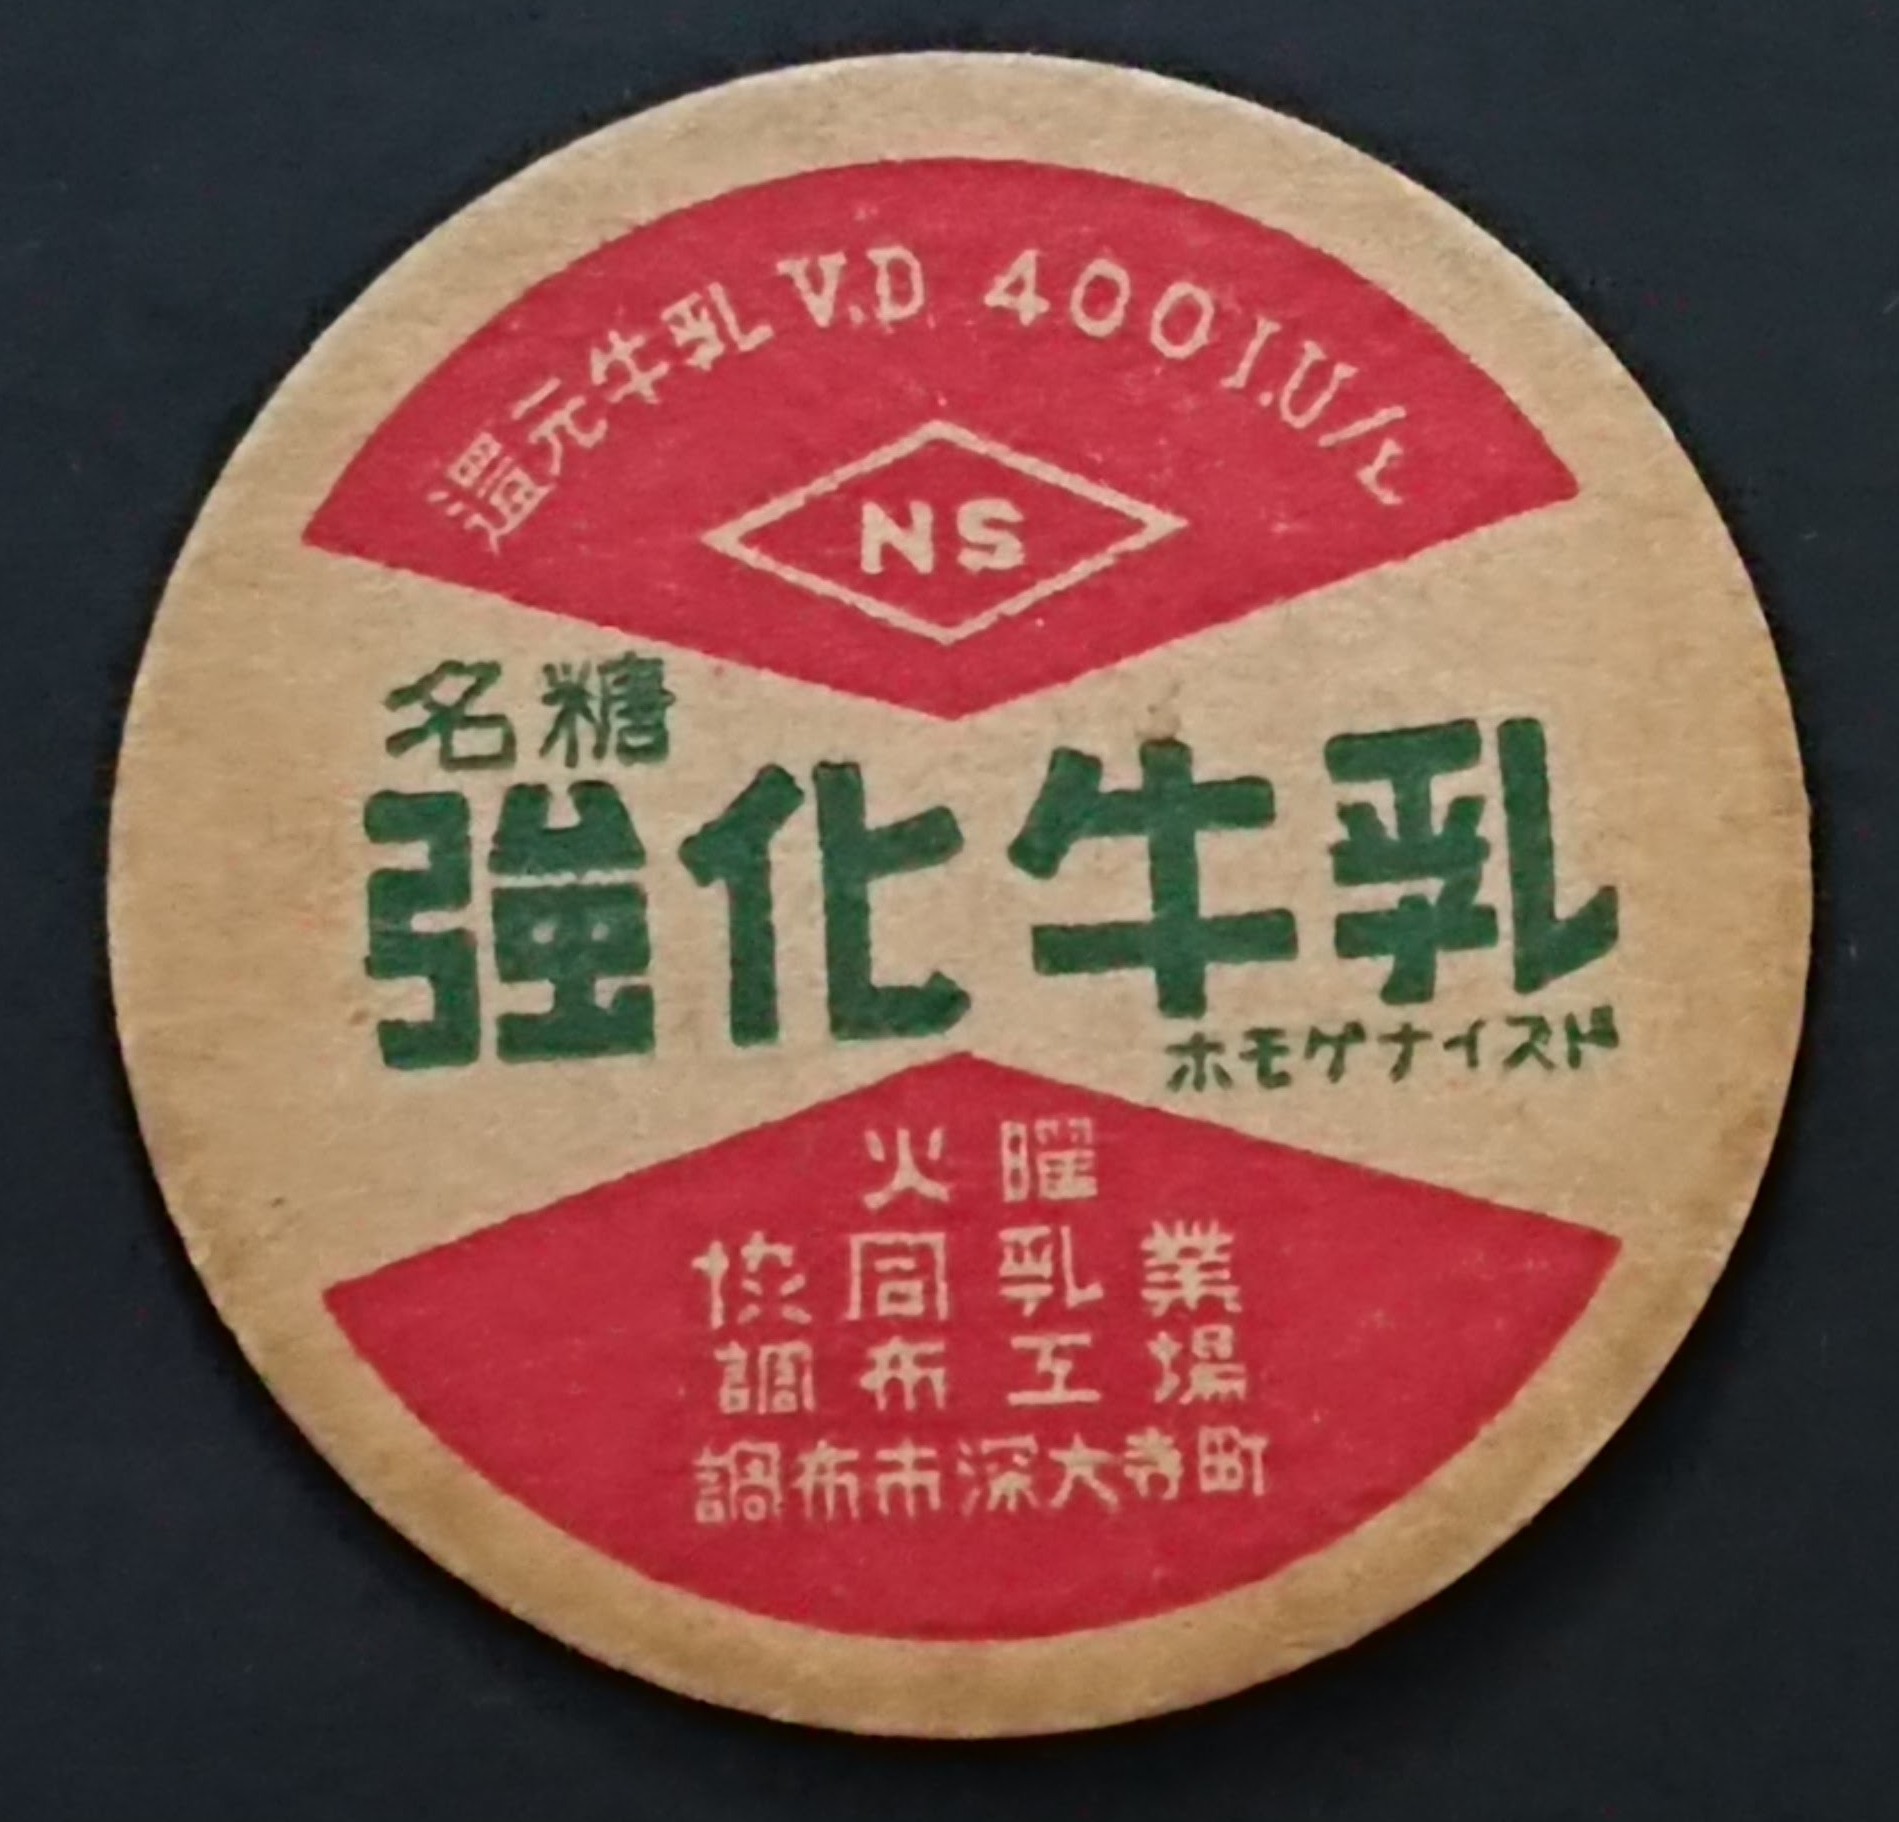 還元牛乳 V.D 400I.U/L
NS
名糖
強化牛乳
ホモゲナイズド
火曜
協同乳業
調布工場
調布市深大寺町